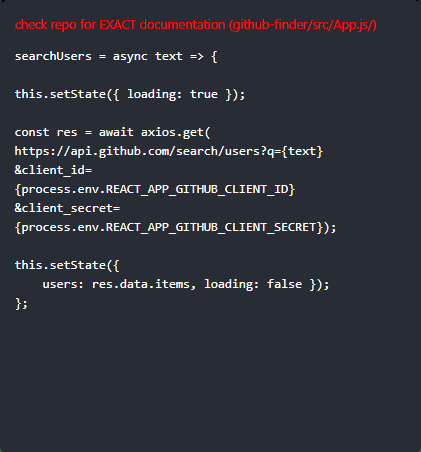 check repo for EXACT documentation (github-finder/src/App.js/)
searchUsers = async text => {
this.setState({ loading: true });
const res = await axios.get(
https://api.github.com/search/users?q={text}
&client_id=
{process.env.REACT_APP_GITHUB_CLIENT_ID}
&client_secret=
{process.env.REACT_APP_GITHUB_CLIENT_SECRET});
this.setState({
users: res.data.items, loading: false });
};